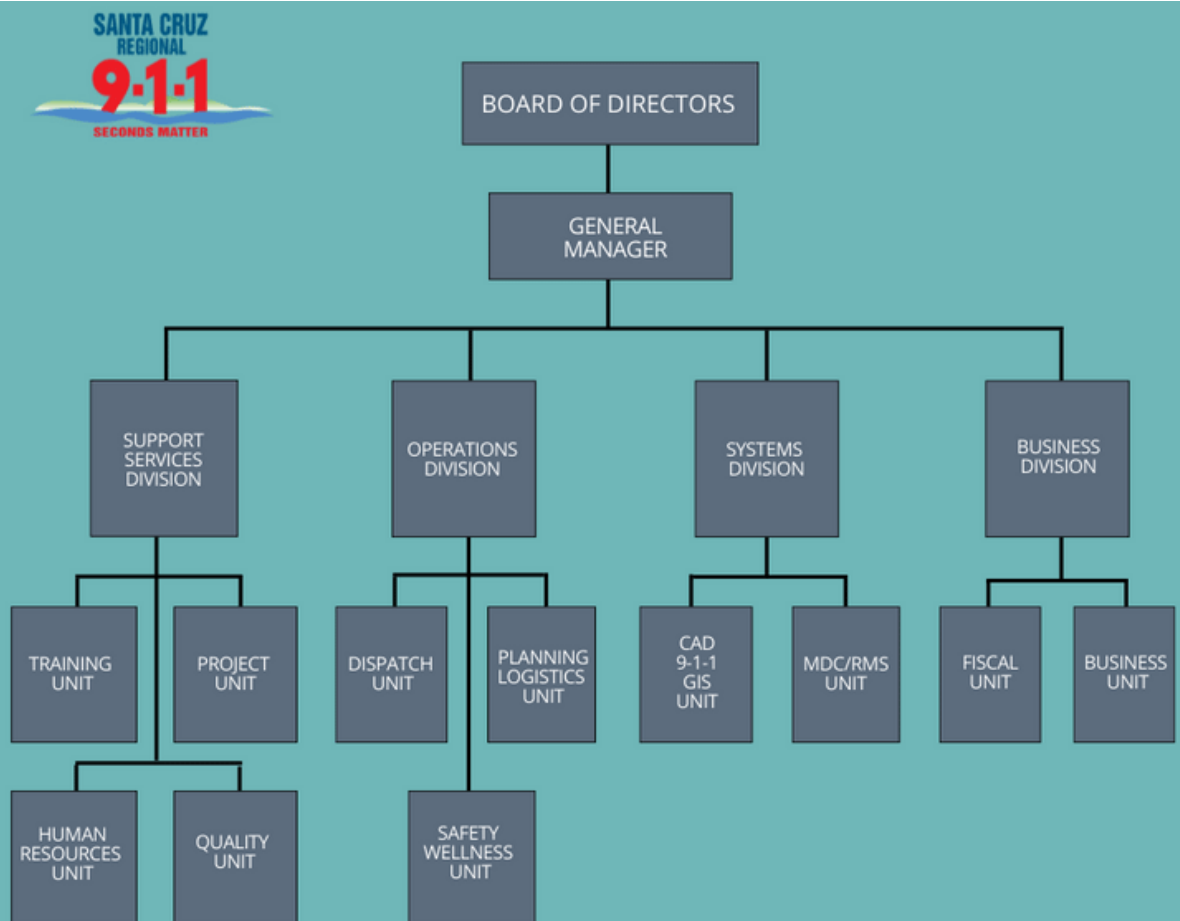 SANTA CRUZ
REGIONAL
9·1·1
SECONDS MATTER
BOARD OF DIRECTORS
GENERAL
MANAGER
SUPPORT
SERVICES
DIVISION
OPERATIONS
DIVISION
SYSTEMS
DIVISION
BUSINESS
DIVISION
TRAINING
UNIT
PROJECT
UNIT
DISPATCH
UNIT
PLANNING
LOGISTICS
UNIT
CAD
9-1-1
GIS
UNIT
MDC/RMS
UNIT
FISCAL
UNIT
BUSINESS
UNIT
HUMAN
RESOURCES
UNIT
QUALITY
UNIT
SAFETY
WELLNESS
UNIT